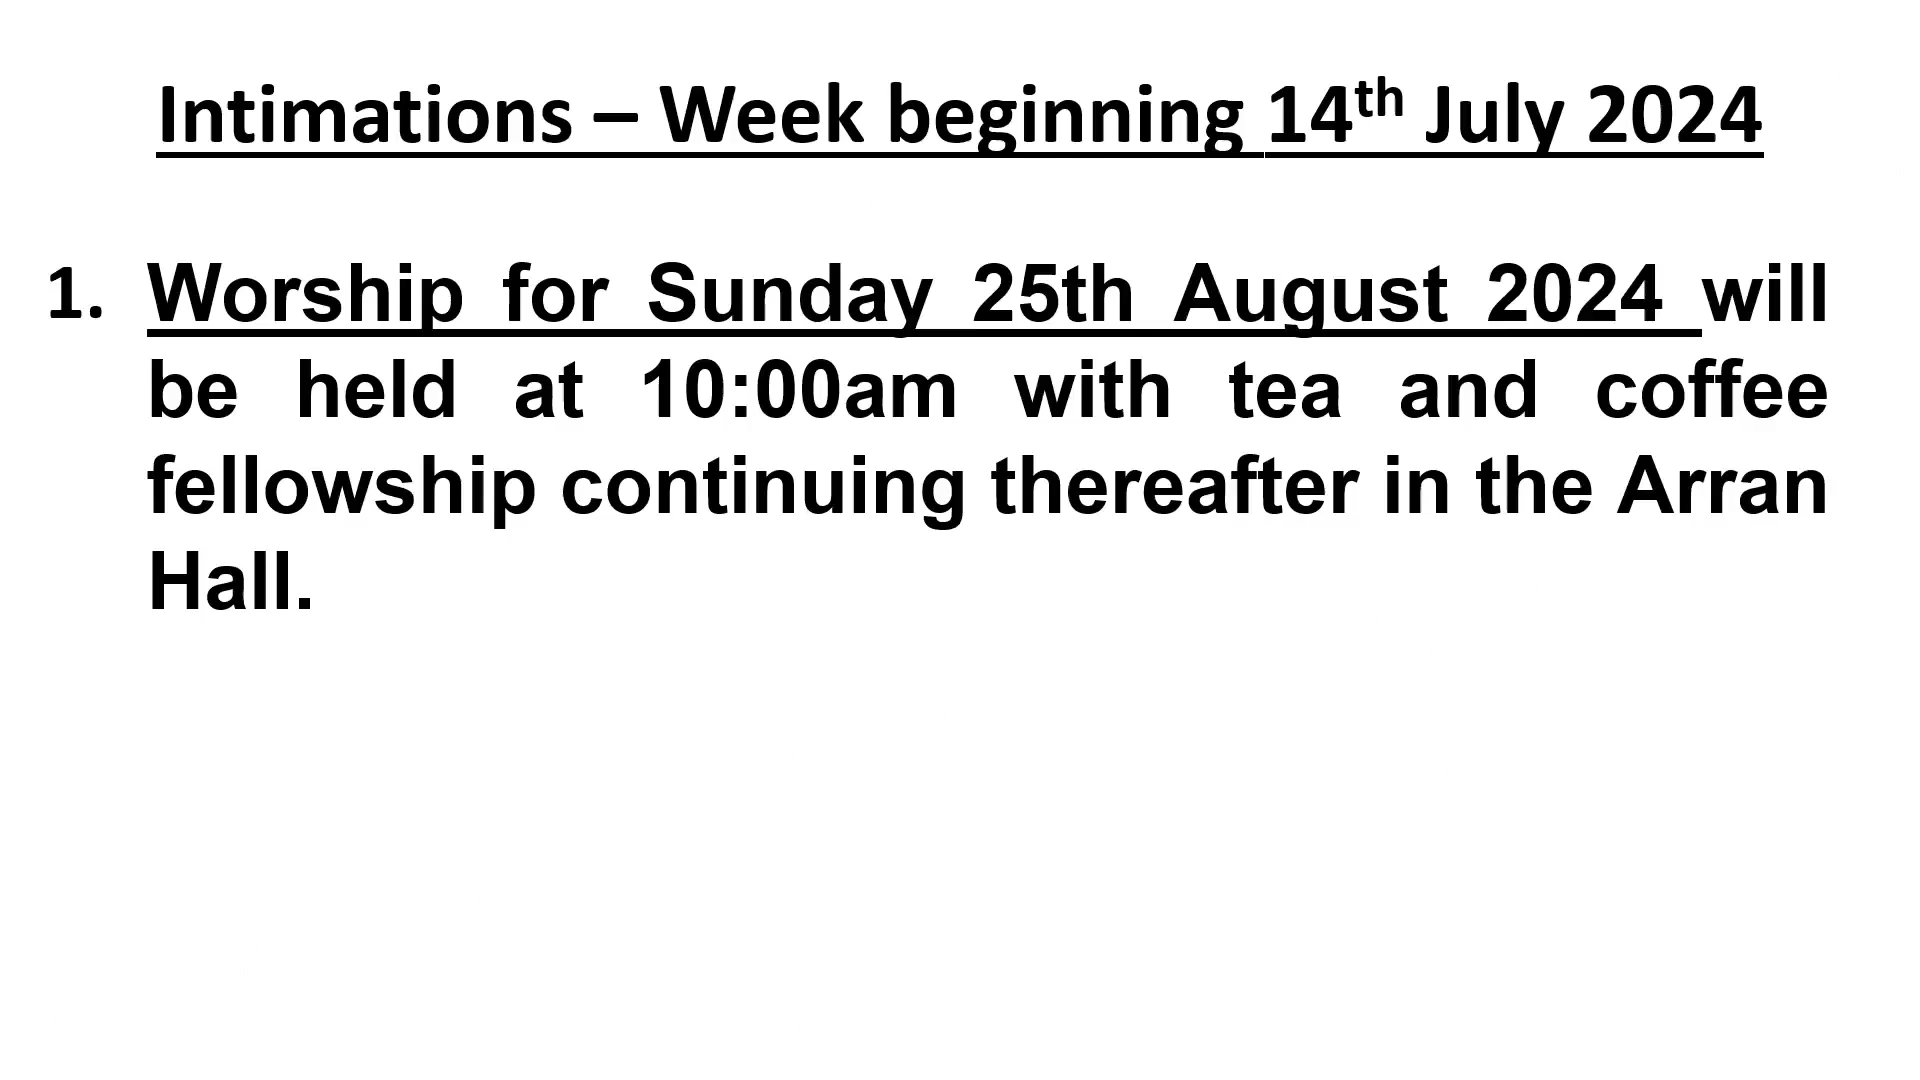 Intimations – Week beginning 14th July 2024
1. Worship for Sunday 25th August 2024 will
be held at 10:00am with tea and coffee
fellowship continuing thereafter in the Arran
Hall.